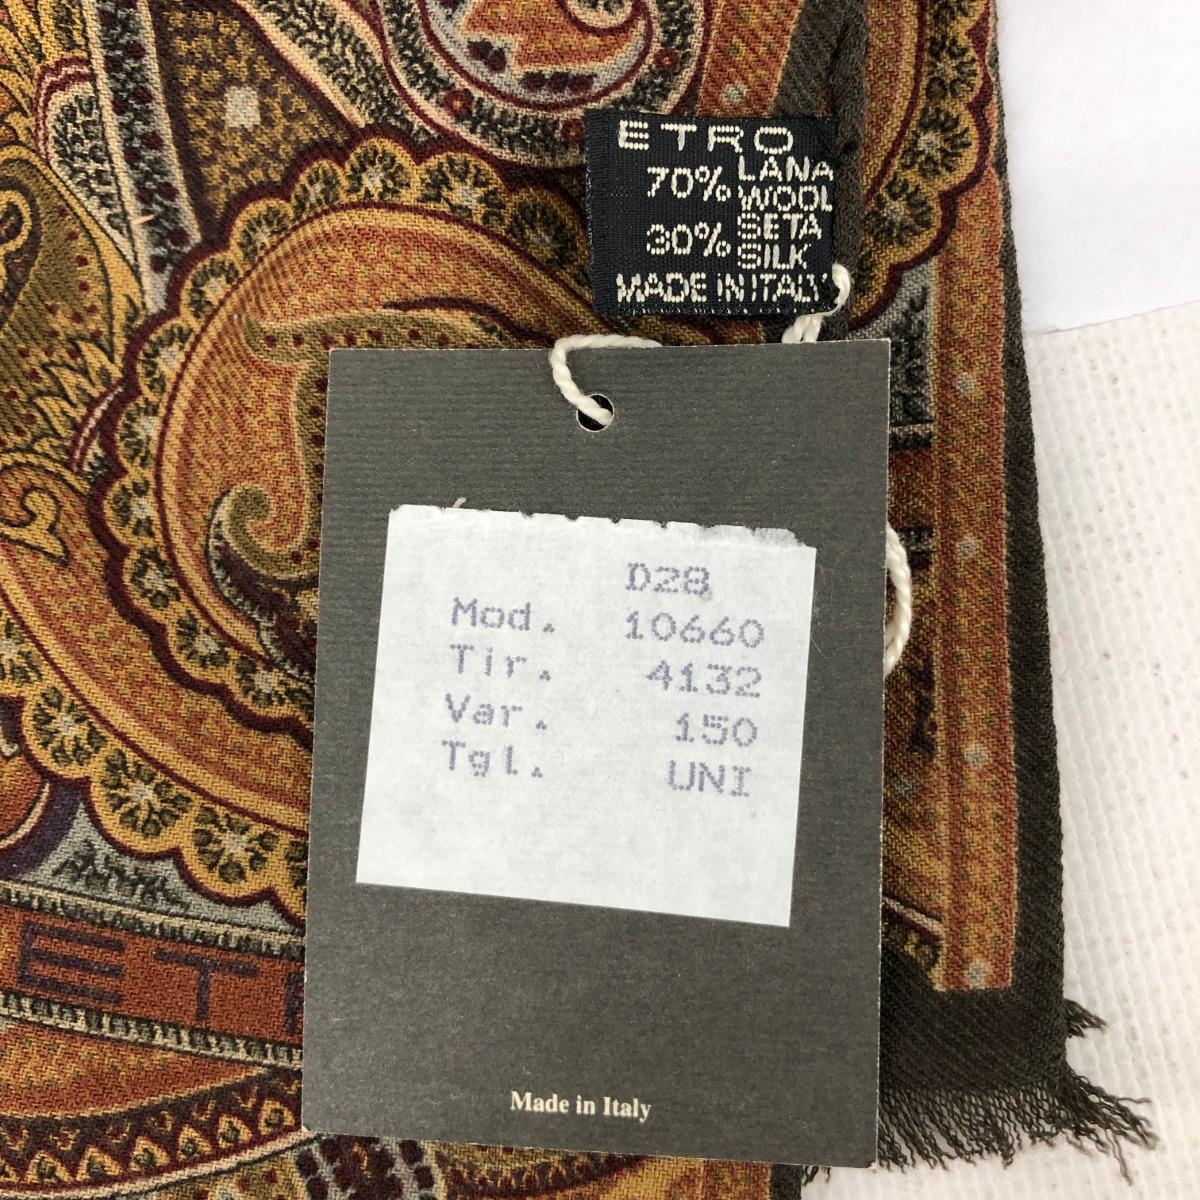 ETRO
70% LANA
WOOL
30% SETA
SILK
MADE IN ITALY
D28
Mod. 10660
Tir. 4132
Var. 150
Tgl. UNI
ET
Made in Italy